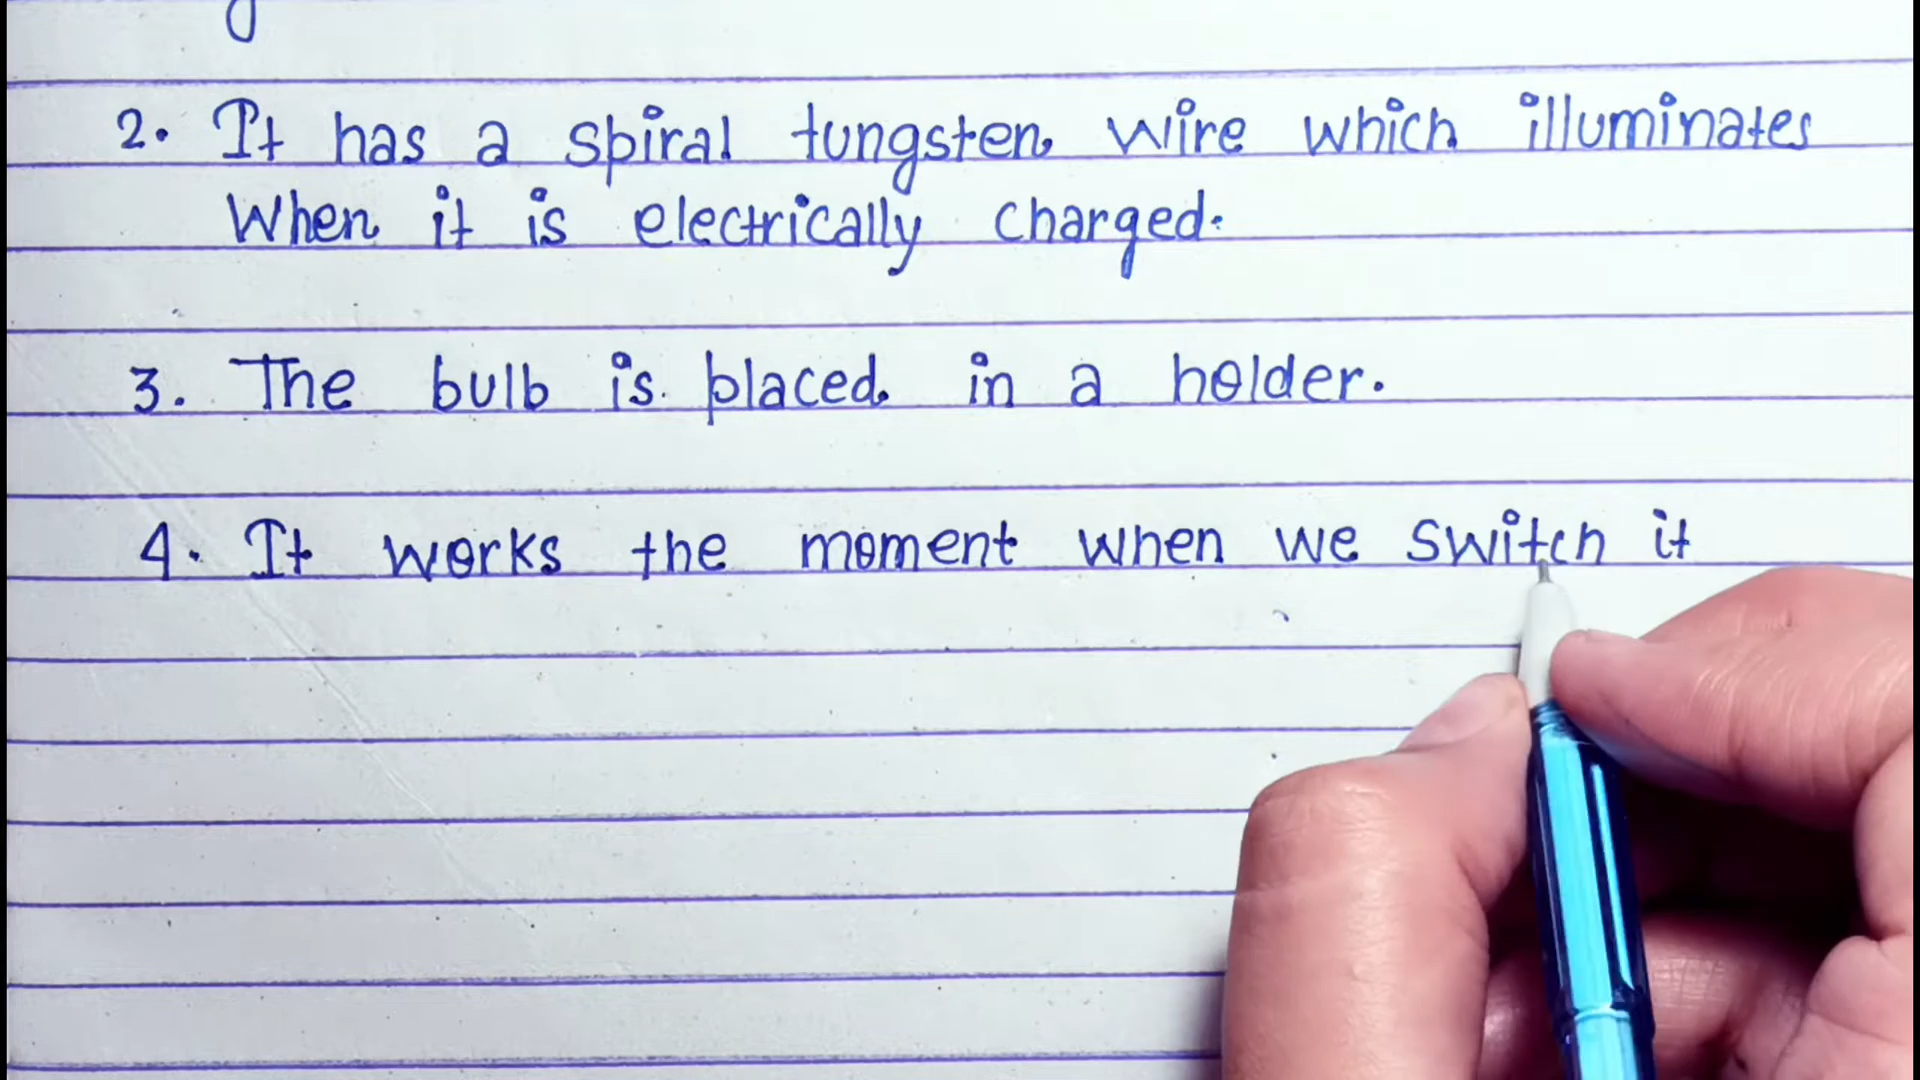 2. It has a spiral tungsten wire which illuminates
When it is electrically charged.
3. The bulb is placed in a holder.
4. It works the moment when we switch it